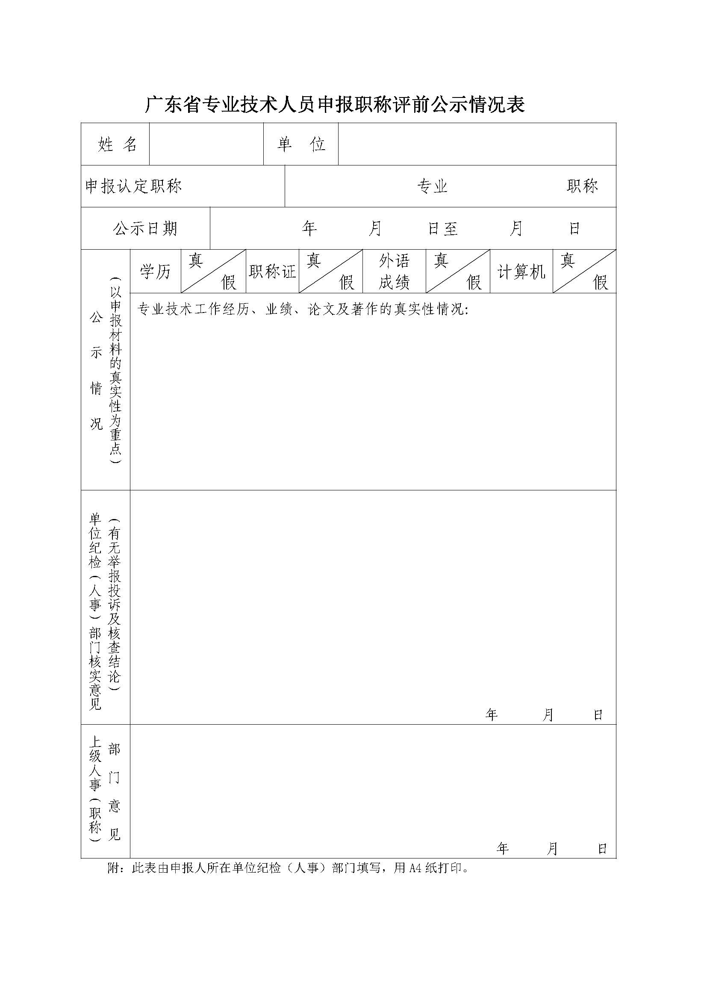 广东省专业技术人员申报职称评前公示情况表
姓 名
单 位
申报认定职称
专业 职称
公示日期
年 月 日至 月 日
公示情况
（以申报材料的真实性为重点）
学历
真
假
职称证
真
假
外语
成绩
真
假
计算机
真
假
专业技术工作经历、业绩、论文及著作的真实性情况:
单位纪检（人事）部门核实意见
（有无举报投诉及核查结论）
年 月 日
上级人事（职称）
部门意见
年 月 日
附：此表由申报人所在单位纪检（人事）部门填写，用 A4 纸打印。